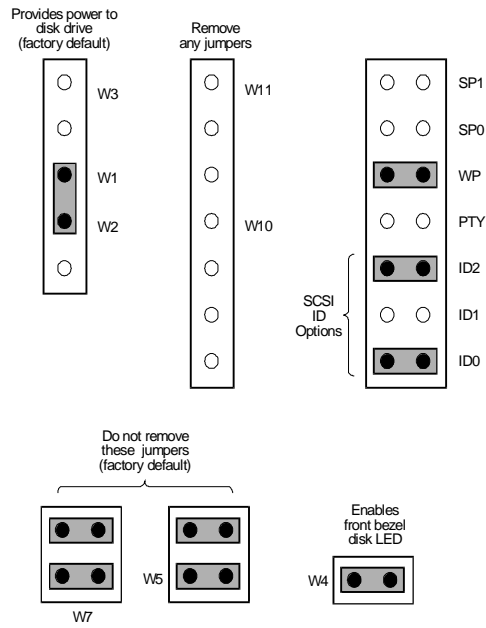 Provides power to
disk drive
(factory default)
W3
W1
W2
Remove
any jumpers
W11
W10
SP1
SP0
WP
PTY
ID2
ID1
ID0
SCSI
ID
Options
Do not remove
these jumpers
(factory default)
W7
W5
Enables
front bezel
disk LED
W4